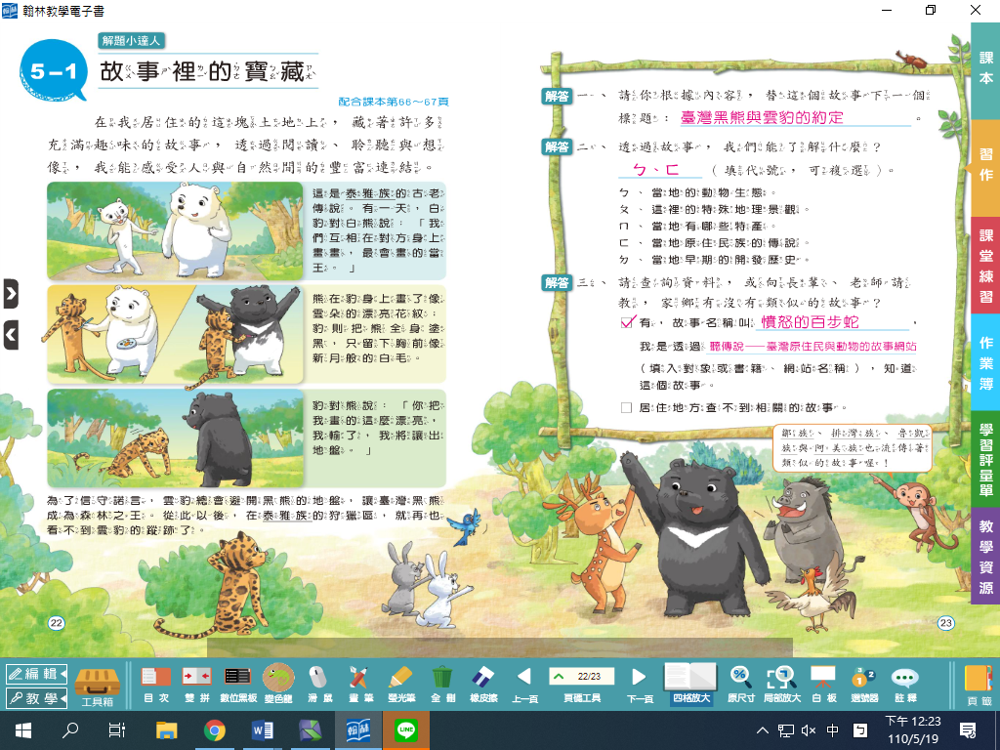 翰林教學電子書
解題小達人
5-1 故事裡的寶藏
配合課本第66～67頁
在我居住的這塊土地上，藏著許多
充滿趣味的故事，透過閱讀、聆聽與想
像，我能感受人與自然間的豐富連結。
這是泰雅族的古老
傳說。有一天，白
豹對白熊說：「我
們互相在對方身上
畫畫，最會畫的當
王。」
熊在豹身上畫了像
雲朵的漂亮花紋；
豹則把熊全身塗
黑，只留下胸前像
新月般的白毛。
豹對熊說：「你把
我畫的這麼漂亮，
我輸了，我將讓出
地盤。」
為了信守諾言，雲豹總會避開黑熊的地盤，讓臺灣黑熊
成為森林之王。從此以後，在泰雅族的狩獵區，就再也
看不到雲豹的蹤跡了。
22
解答 一、請你根據內容，替這個故事下一個
標題：臺灣黑熊與雲豹的約定。
解答 二、透過故事，我們能了解什麼？
ㄅ、ㄈ（填代號，可複選）。
ㄅ、當地的動物生態。
ㄆ、這裡的特殊地理景觀。
ㄇ、當地有哪些特產。
ㄈ、當地原住民族的傳說。
ㄉ、當地早期的開發歷史。
解答 三、請查詢資料，或向長輩、老師請
教，家鄉有沒有類似的故事？
☑有，故事名稱叫 憤怒的百步蛇，
我是透過 聽傳說──臺灣原住民與動物的故事網站
（填入對象或書籍、網站名稱），知道
這個故事。
□ 居住地方查不到相關的故事。
鄒族、排灣族、魯凱
族與阿美族也流傳著
類似的故事喔！
23
課本
習作
課堂練習
作業簿
學習評量單
教學資源
編輯
教學
工具箱
目次
雙拼
數位黑板
變色龍
滑鼠
畫筆
螢光筆
全刪
橡皮擦
上一頁
22/23
頁碼工具
下一頁
四格放大
原尺寸
局部放大
白板
選號器
註釋
頁籤
中
下午 12:23
110/5/19